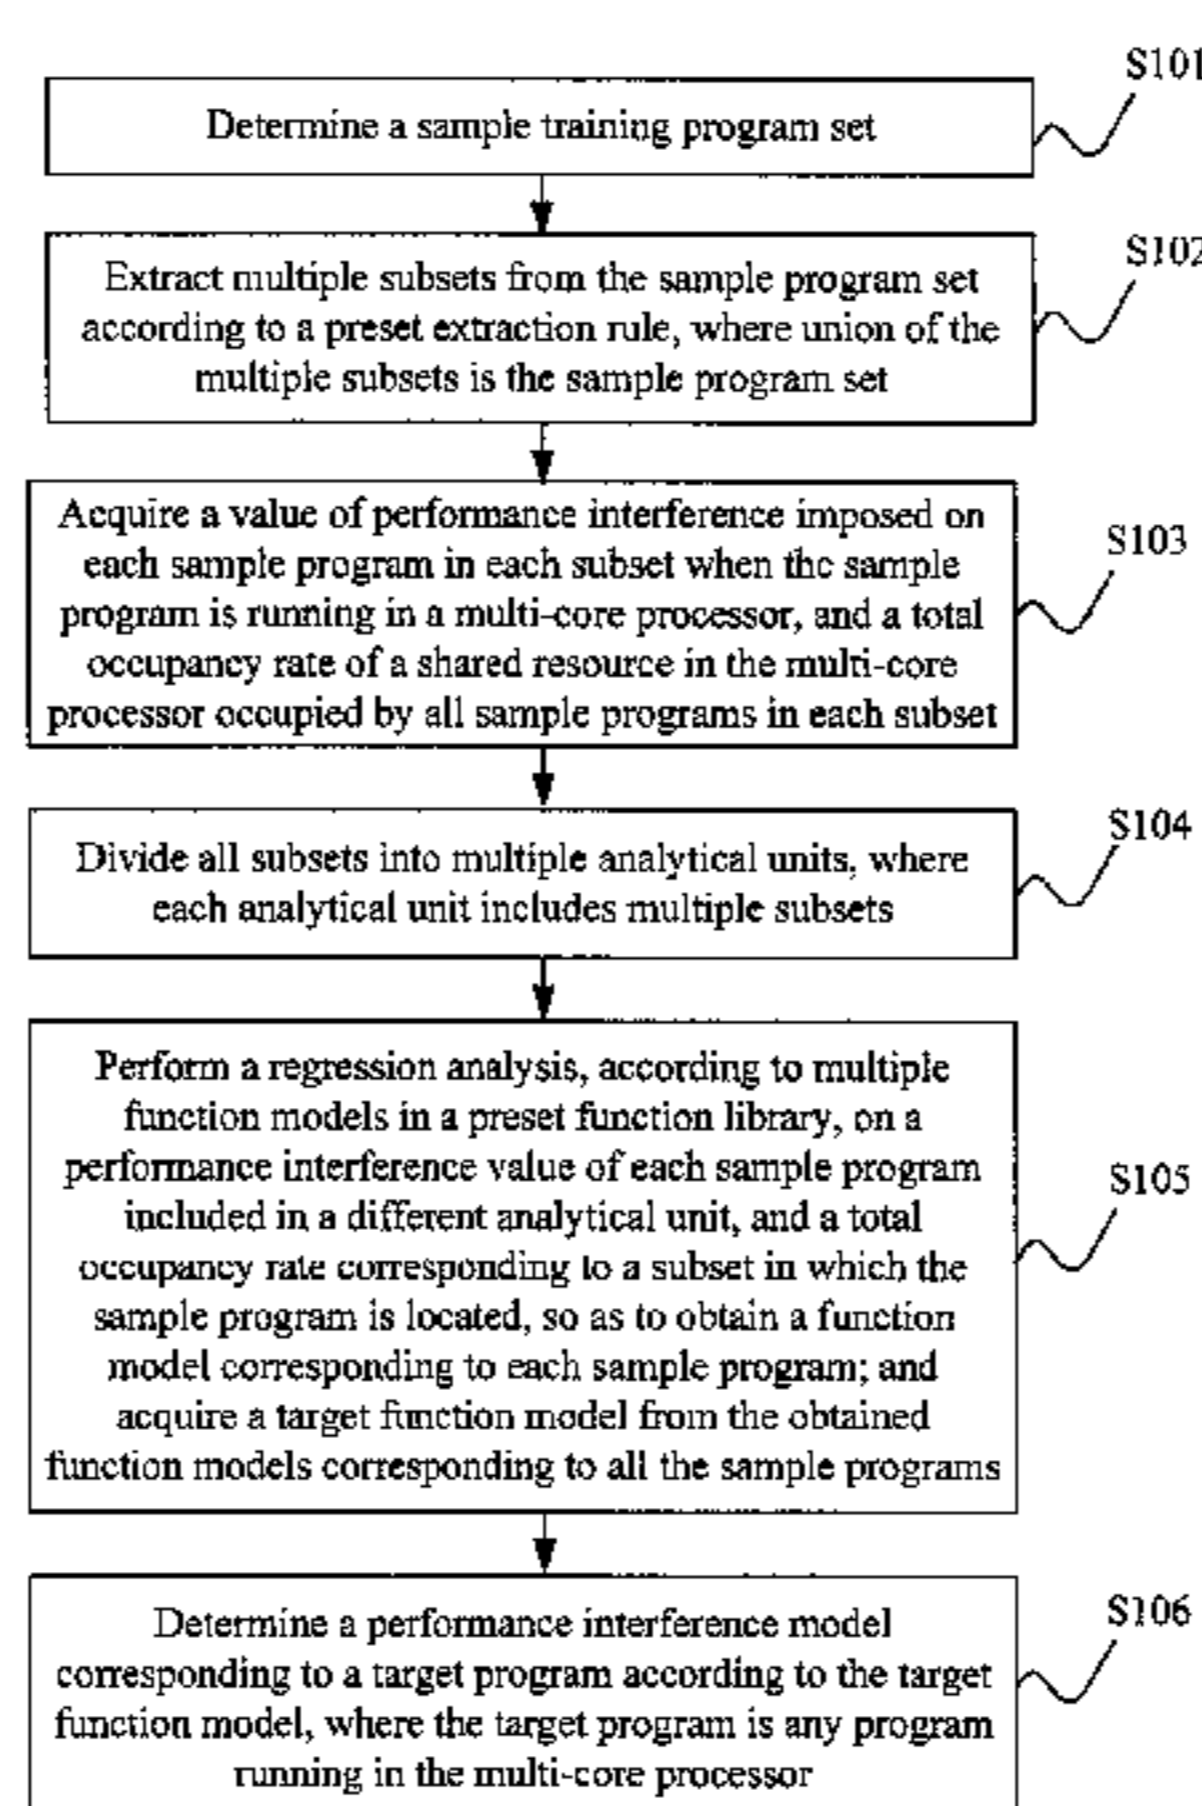 S101
Determine a sample training program set
S102
Extract multiple subsets from the sample program set
according to a preset extraction rule, where union of the
multiple subsets is the sample program set
Acquire a value of performance interference imposed on
each sample program in each subset when the sample
program is running in a multi-core processor, and a total
occupancy rate of a shared resource in the multi-core
processor occupied by all sample programs in each subset
S103
Divide all subsets into multiple analytical units, where
each analytical unit includes multiple subsets
S104
Perform a regression analysis, according to multiple
function models in a preset function library, on a
performance interference value of each sample program
included in a different analytical unit, and a total
occupancy rate corresponding to a subset in which the
sample program is located, so as to obtain a function
model corresponding to each sample program; and
acquire a target function model from the obtained
function models corresponding to all the sample programs
S105
Determine a performance interference model
corresponding to a target program according to the target
function model, where the target program is any program
running in the multi-core processor
S106